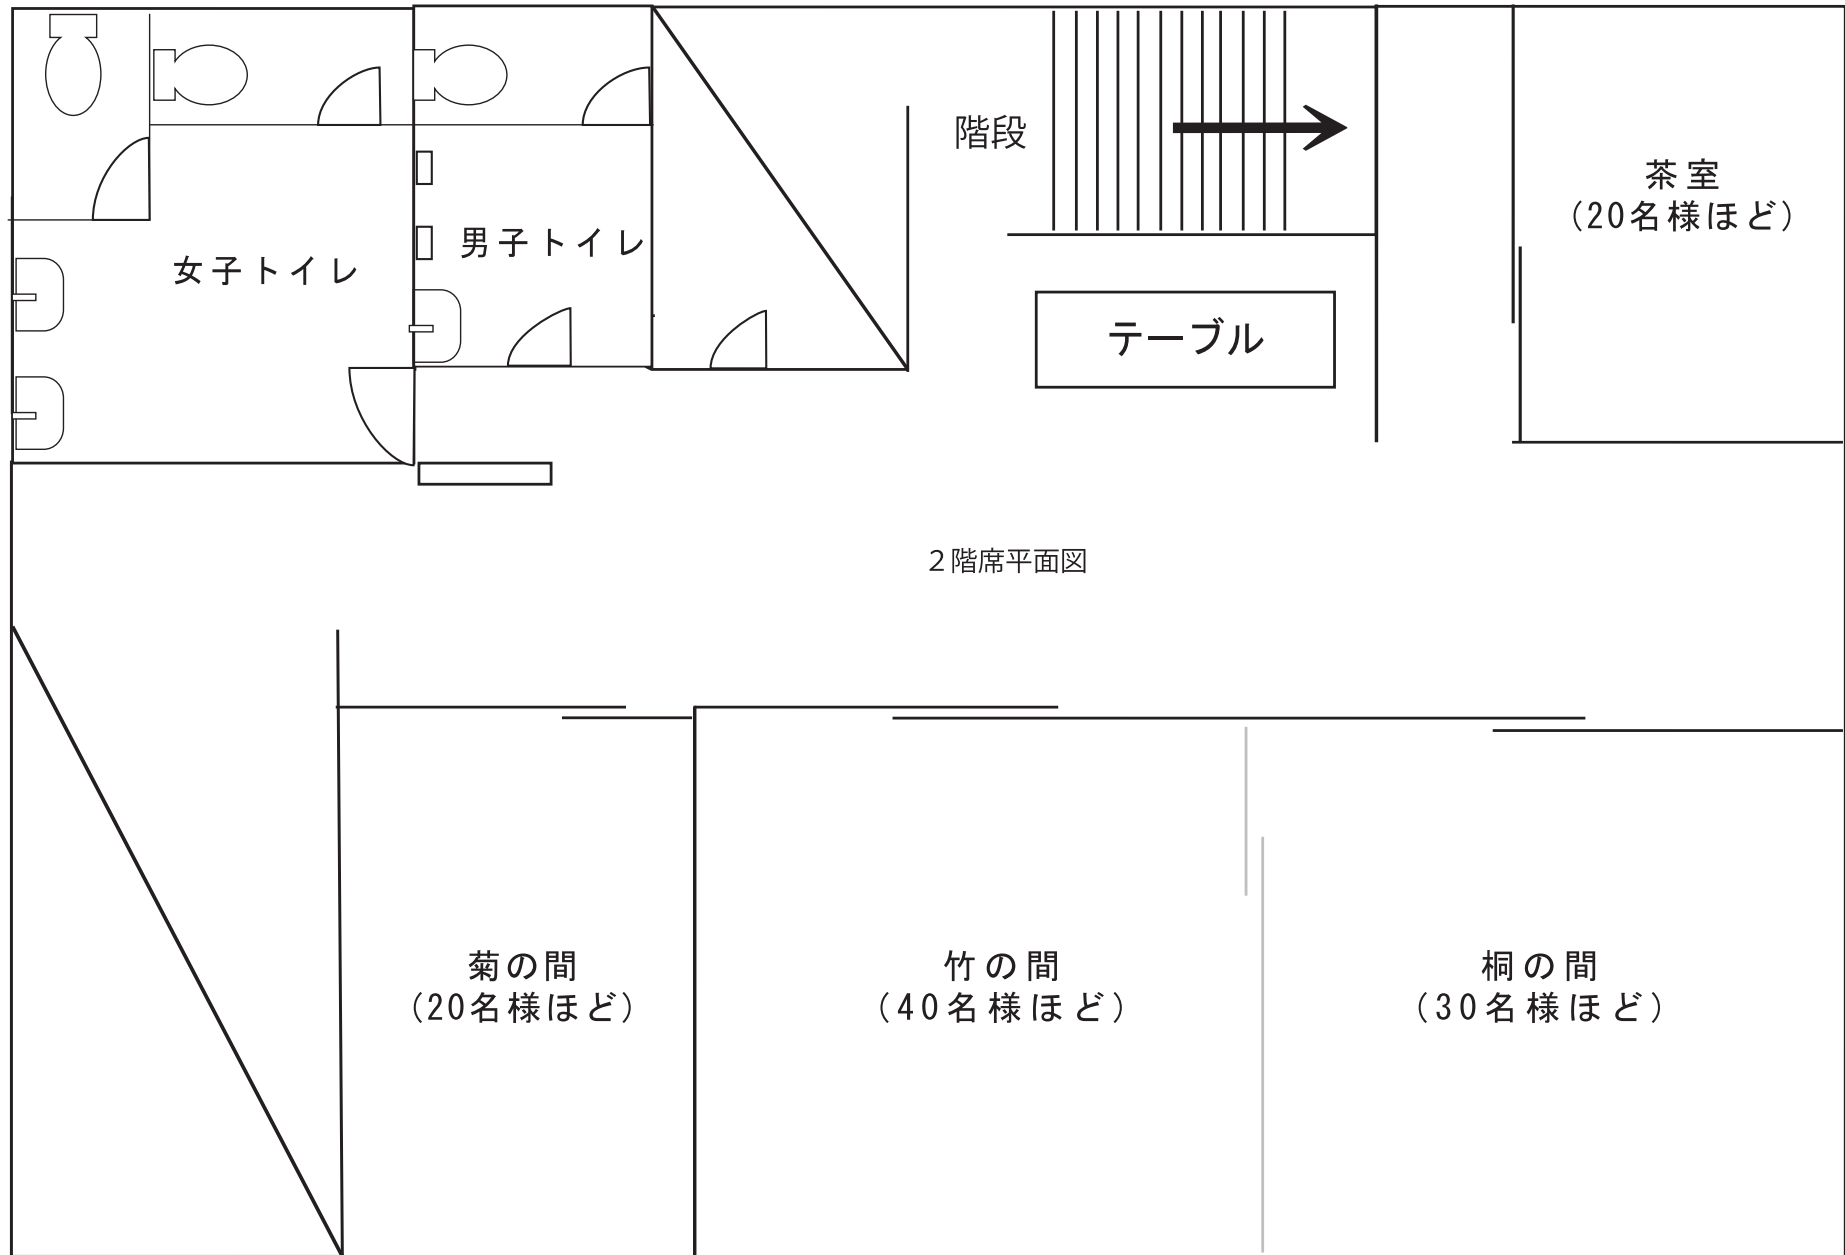 階段
茶室
（20名様ほど）
女子トイレ
男子トイレ
テーブル
２階席平面図
菊の間
（20名様ほど）
竹の間
（40名様ほど）
桐の間
（30名様ほど）